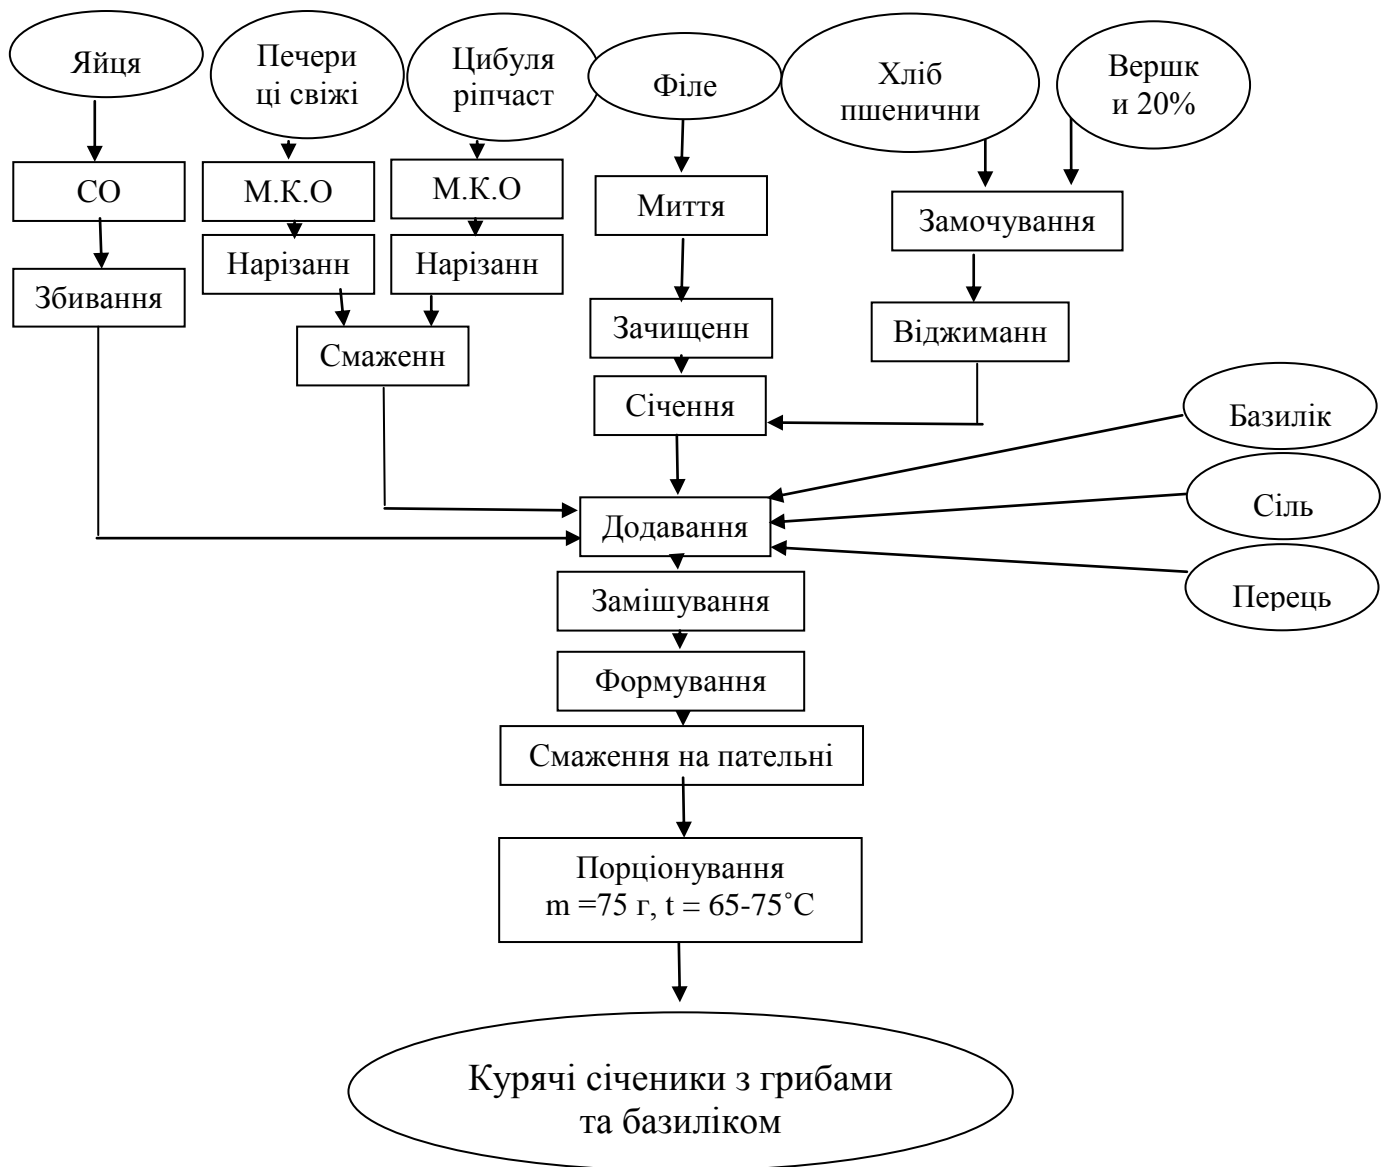 Яйця
Печери
ці свіжі
Цибуля
ріпчаст
Філе
Хліб
пшенични
Вершк
и 20%
СО
М.К.О
М.К.О
Миття
Замочування
Збивання
Нарізанн
Нарізанн
Зачищенн
Віджиманн
Смаженн
Січення
Базилік
Сіль
Перець
Додавання
Замішування
Формування
Смаження на пательні
Порціонування
m =75 г, t = 65-75˚С
Курячі січеники з грибами
та базиліком